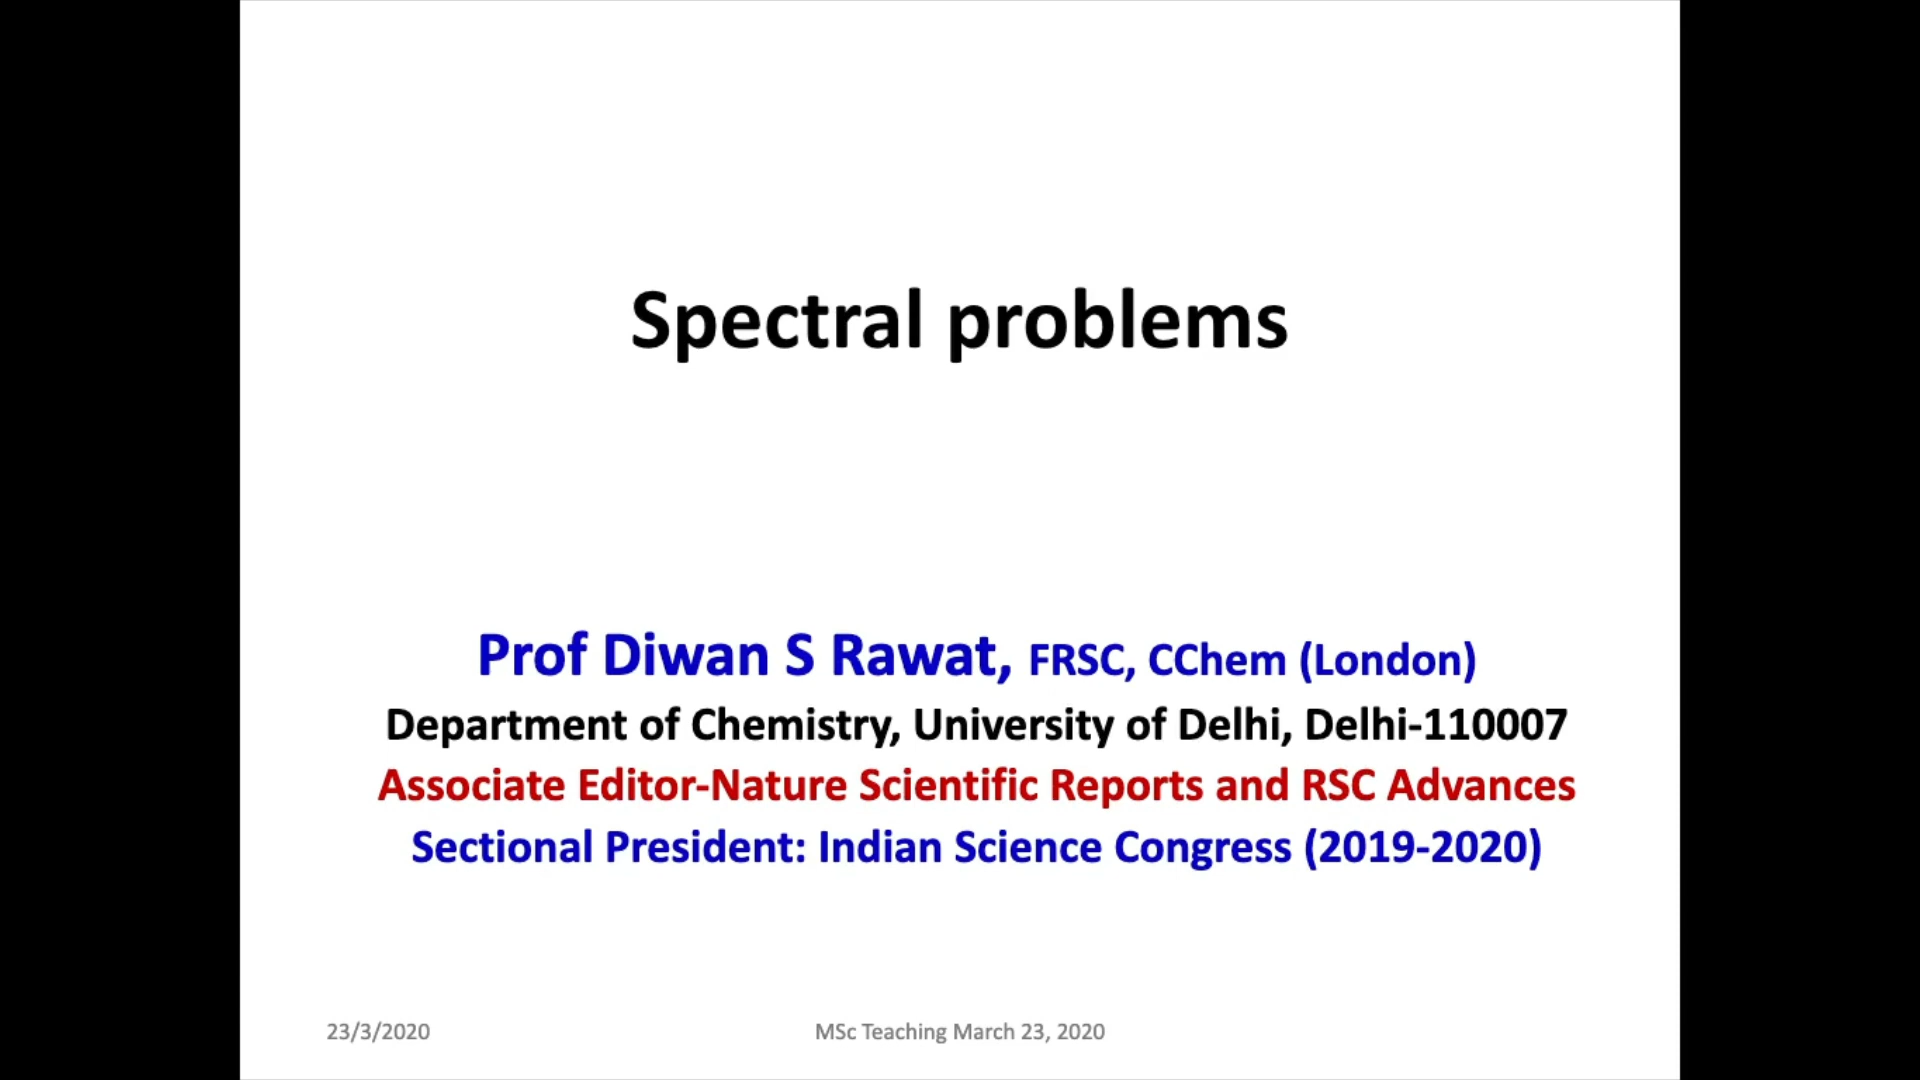 Spectral problems
Prof Diwan S Rawat, FRSC, CChem (London)
Department of Chemistry, University of Delhi, Delhi-110007
Associate Editor-Nature Scientific Reports and RSC Advances
Sectional President: Indian Science Congress (2019-2020)
23/3/2020
MSc Teaching March 23, 2020